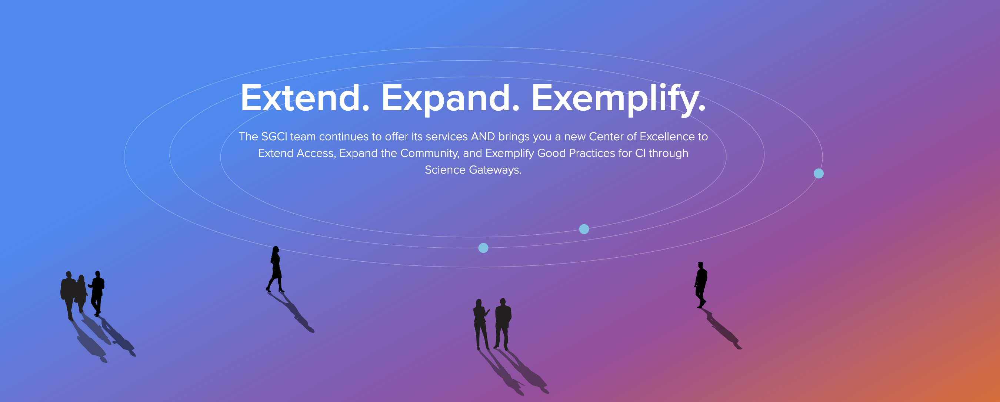 Extend. Expand. Exemplify.
The SGCI team continues to offer its services AND brings you a new Center of Excellence to
Extend Access, Expand the Community, and Exemplify Good Practices for CI through
Science Gateways.